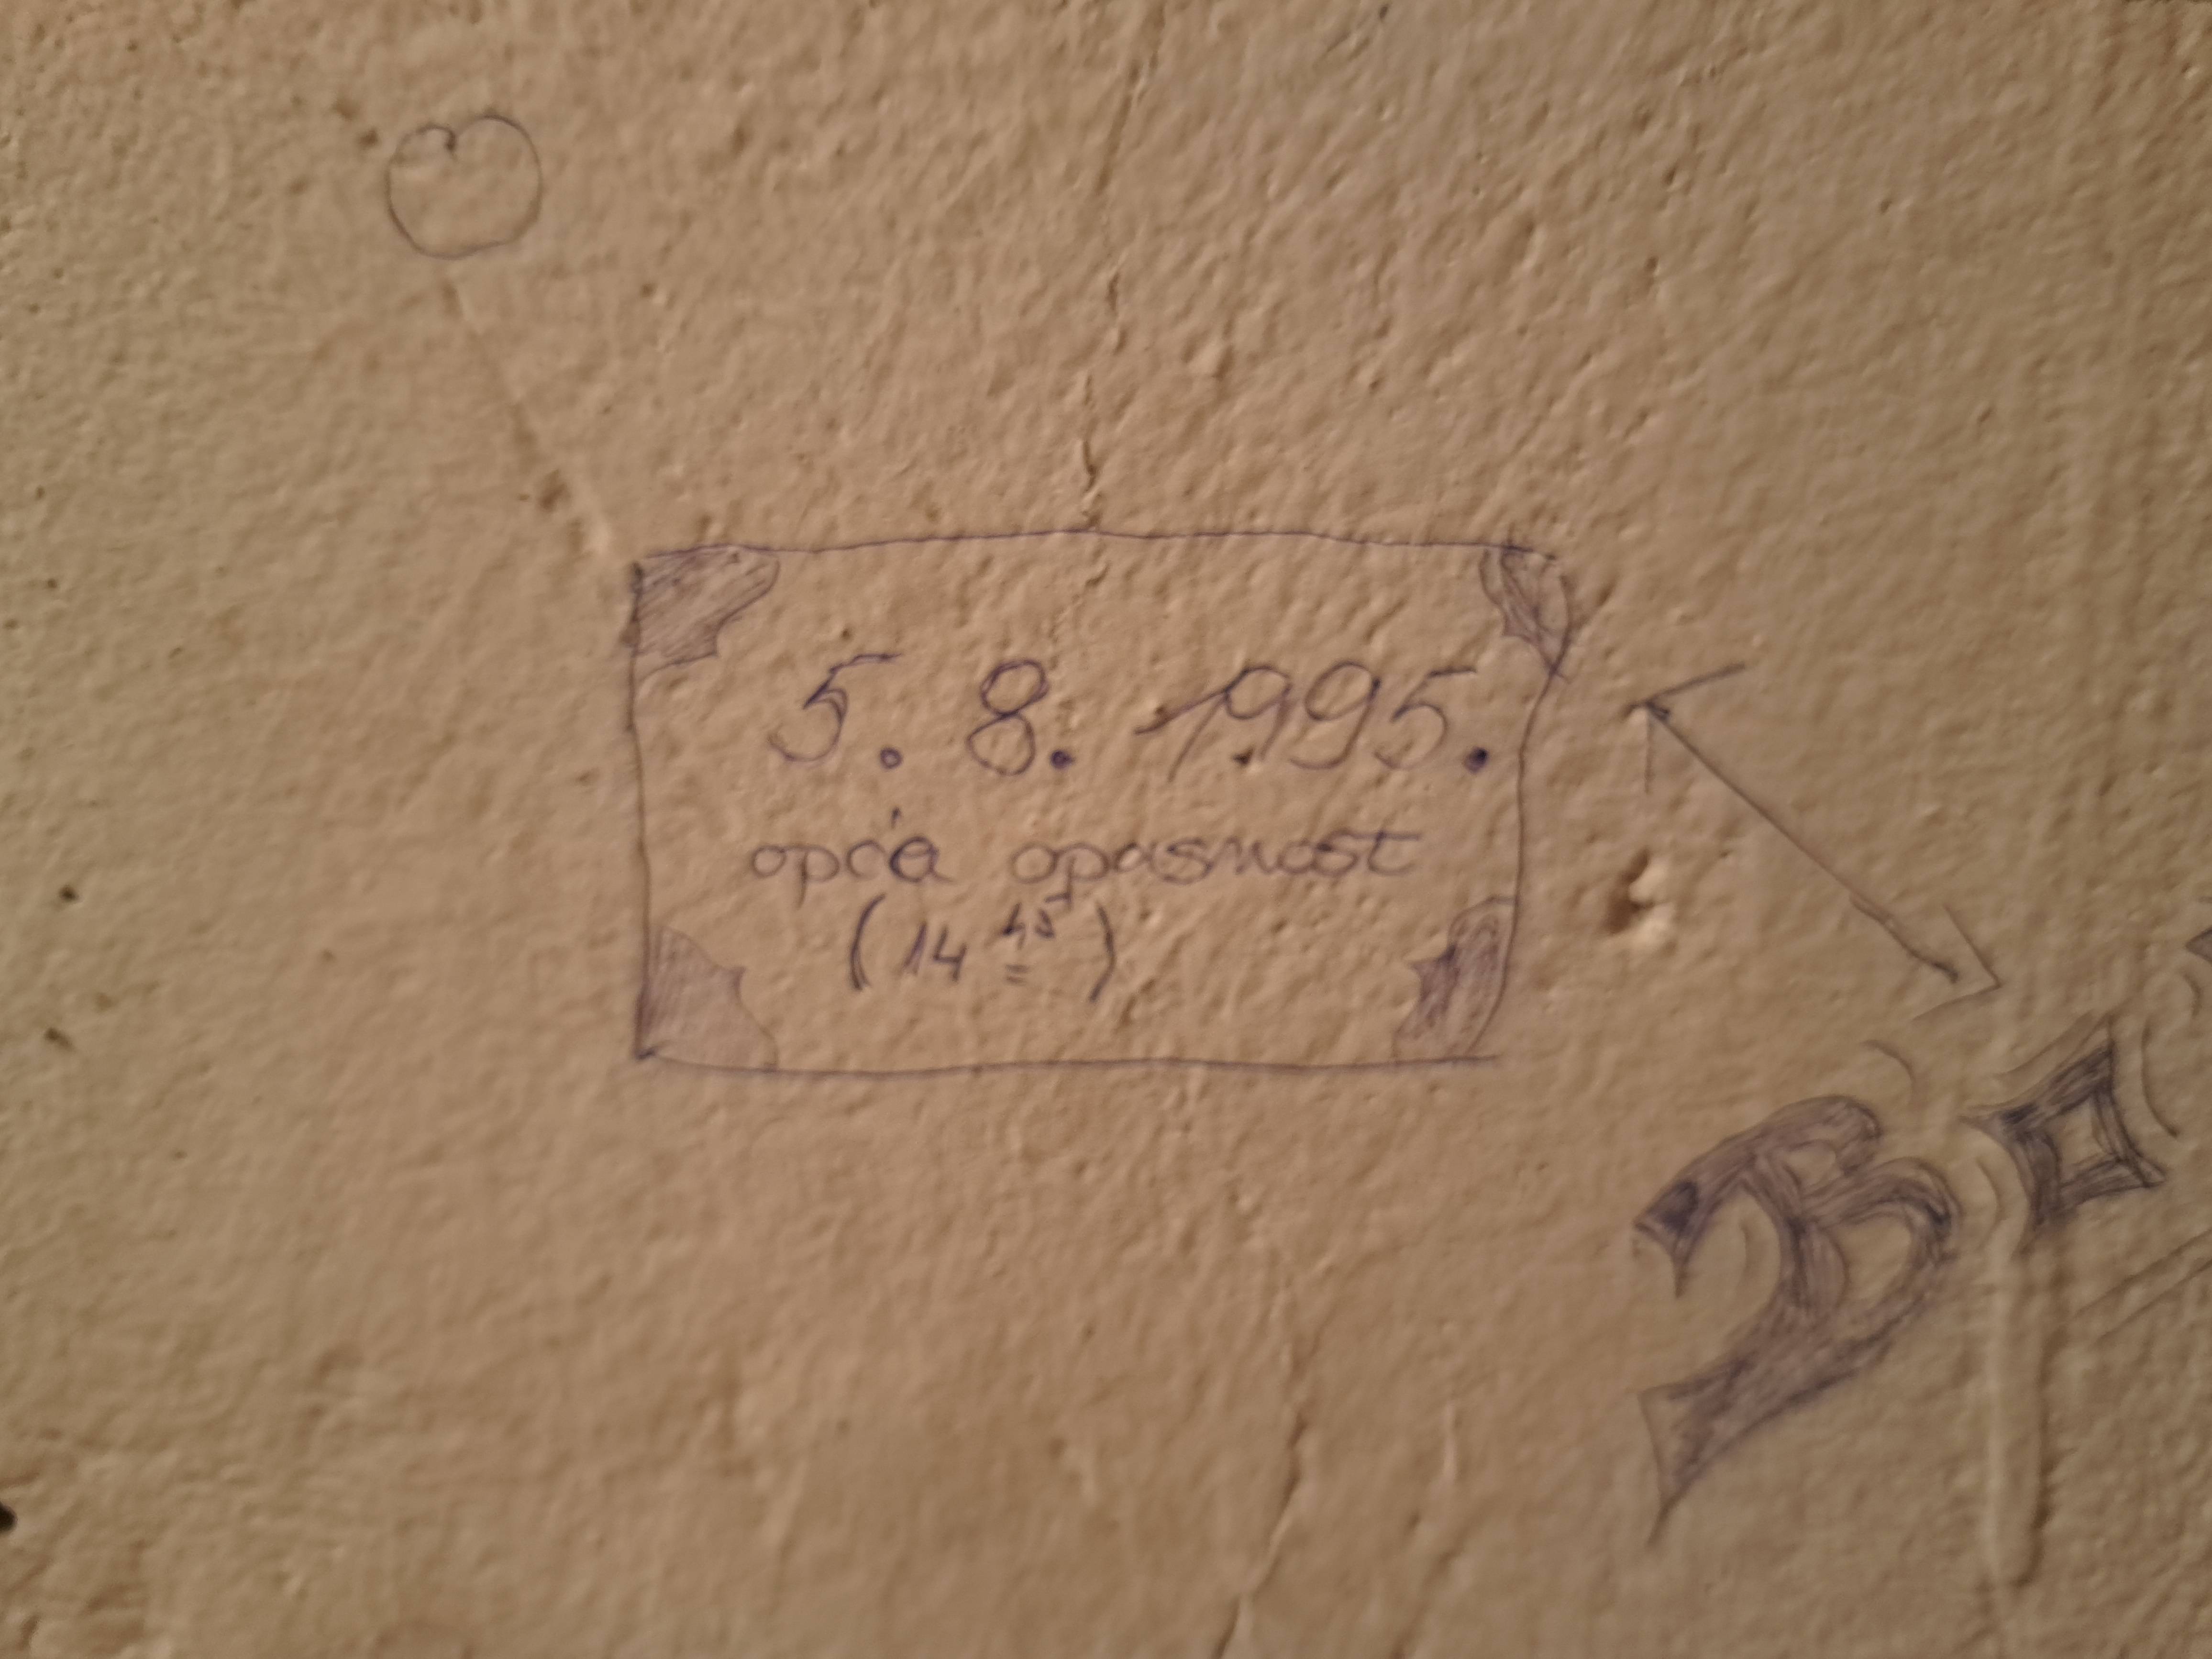 5. 8. 1995.
opća opasnost
(14 45)
B